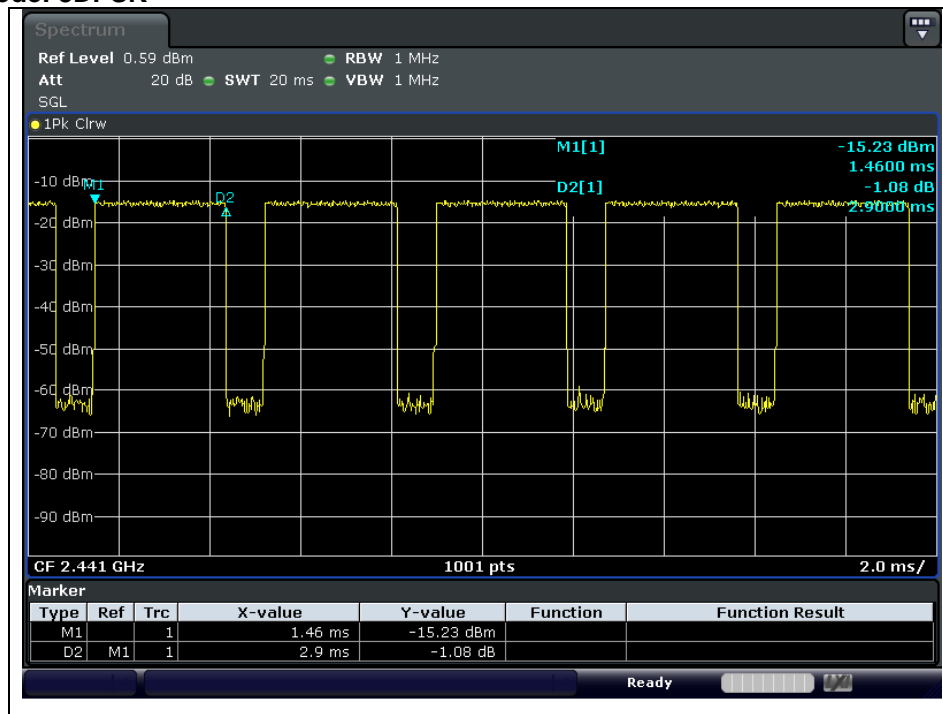 Spectrum
Ref Level 0.59 dBm RBW 1 MHz
Att 20 dB SWT 20 ms VBW 1 MHz
SGL
1Pk Clrw
M1[1] -15.23 dBm
1.4600 ms
D2[1] -1.08 dB
2.9000 ms
M1
D2
-10 dBm
-20 dBm
-30 dBm
-40 dBm
-50 dBm
-60 dBm
-70 dBm
-80 dBm
-90 dBm
CF 2.441 GHz 1001 pts 2.0 ms/
Marker
Type Ref Trc X-value Y-value Function Function Result
M1 1 1.46 ms -15.23 dBm
D2 M1 1 2.9 ms -1.08 dB
Ready